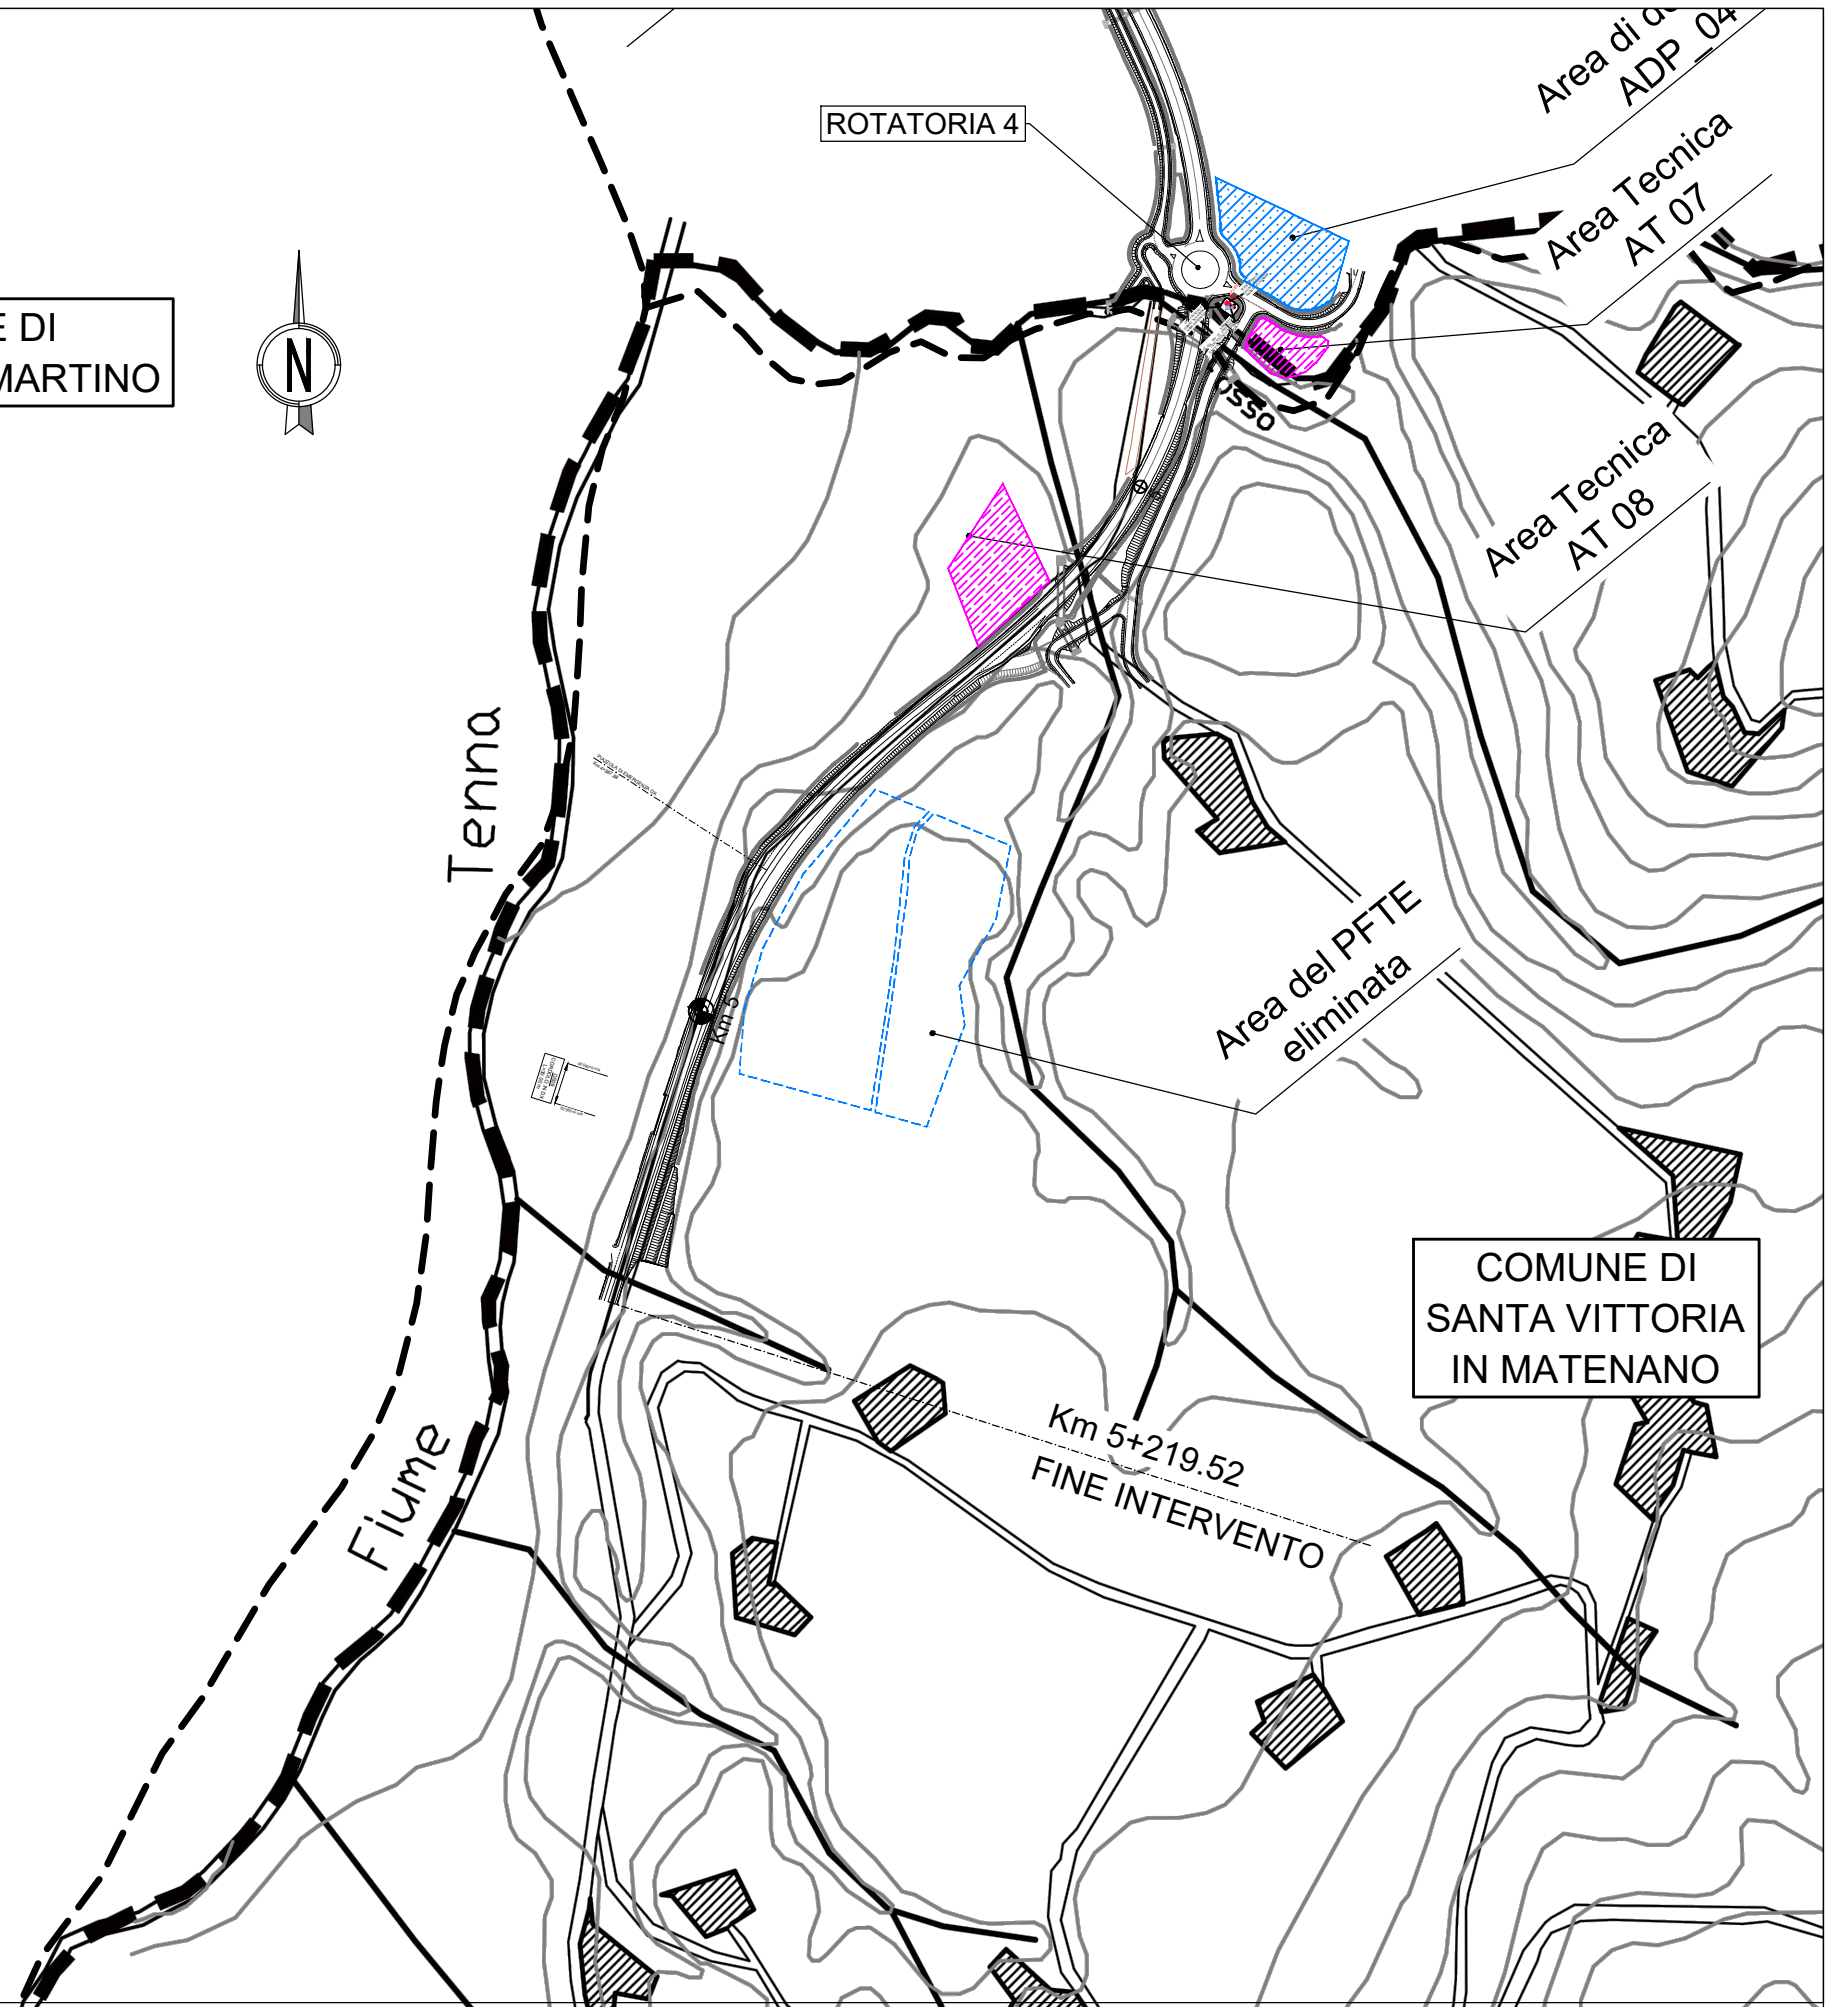 Area di
ADP_04
ROTATORIA 4
Area Tecnica
AT 07
E DI
MARTINO
N
osso
Area Tecnica
AT 08
Tenna
Area del PFTE
eliminata
Km 5
COMUNE DI
SANTA VITTORIA
IN MATENANO
Km 5+219.52
FINE INTERVENTO
Fiume